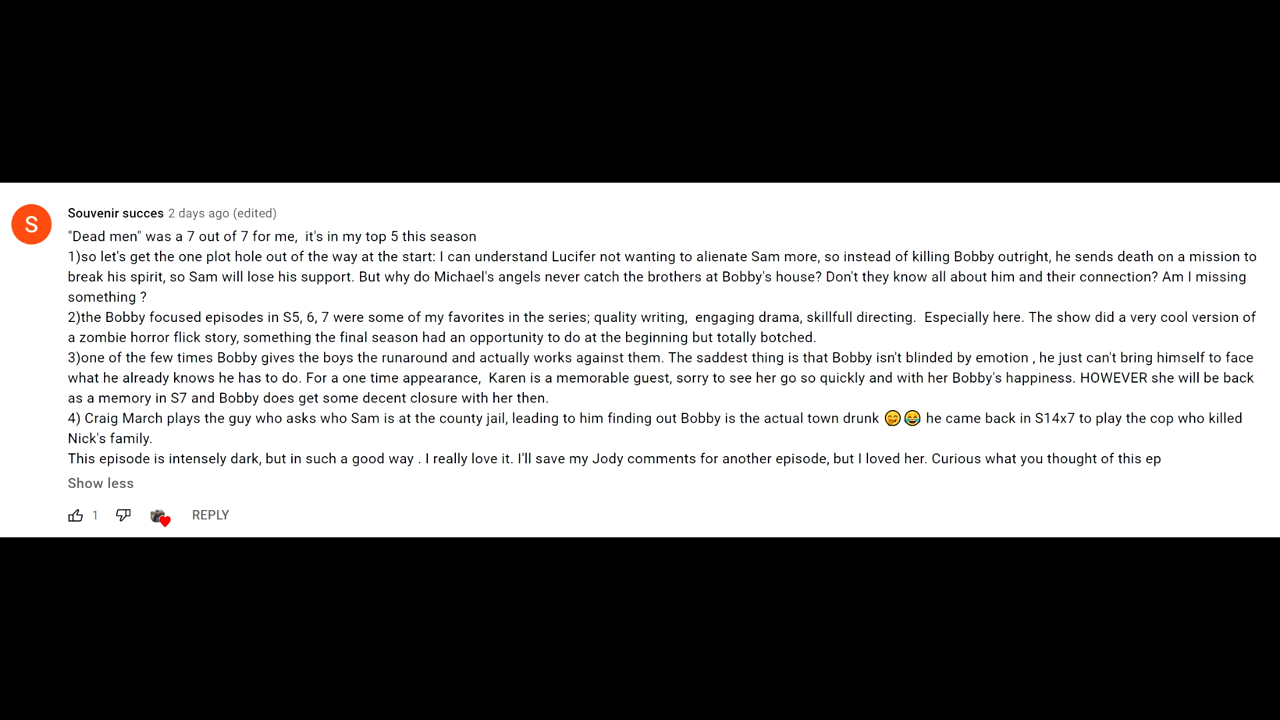 S
Souvenir succes 2 days ago (edited)
"Dead men" was a 7 out of 7 for me,  it's in my top 5 this season
1)so let's get the one plot hole out of the way at the start: I can understand Lucifer not wanting to alienate Sam more, so instead of killing Bobby outright, he sends death on a mission to
break his spirit, so Sam will lose his support. But why do Michael's angels never catch the brothers at Bobby's house? Don't they know all about him and their connection? Am I missing
something ?
2)the Bobby focused episodes in S5, 6, 7 were some of my favorites in the series; quality writing,  engaging drama, skillfull directing.  Especially here. The show did a very cool version of
a zombie horror flick story, something the final season had an opportunity to do at the beginning but totally botched.
3)one of the few times Bobby gives the boys the runaround and actually works against them. The saddest thing is that Bobby isn't blinded by emotion , he just can't bring himself to face
what he already knows he has to do. For a one time appearance,  Karen is a memorable guest, sorry to see her go so quickly and with her Bobby's happiness. HOWEVER she will be back
as a memory in S7 and Bobby does get some decent closure with her then.
4) Craig March plays the guy who asks who Sam is at the county jail, leading to him finding out Bobby is the actual town drunk 🤭😂 he came back in S14x7 to play the cop who killed
Nick's family.
This episode is intensely dark, but in such a good way . I really love it. I'll save my Jody comments for another episode, but I loved her. Curious what you thought of this ep
Show less
1 REPLY